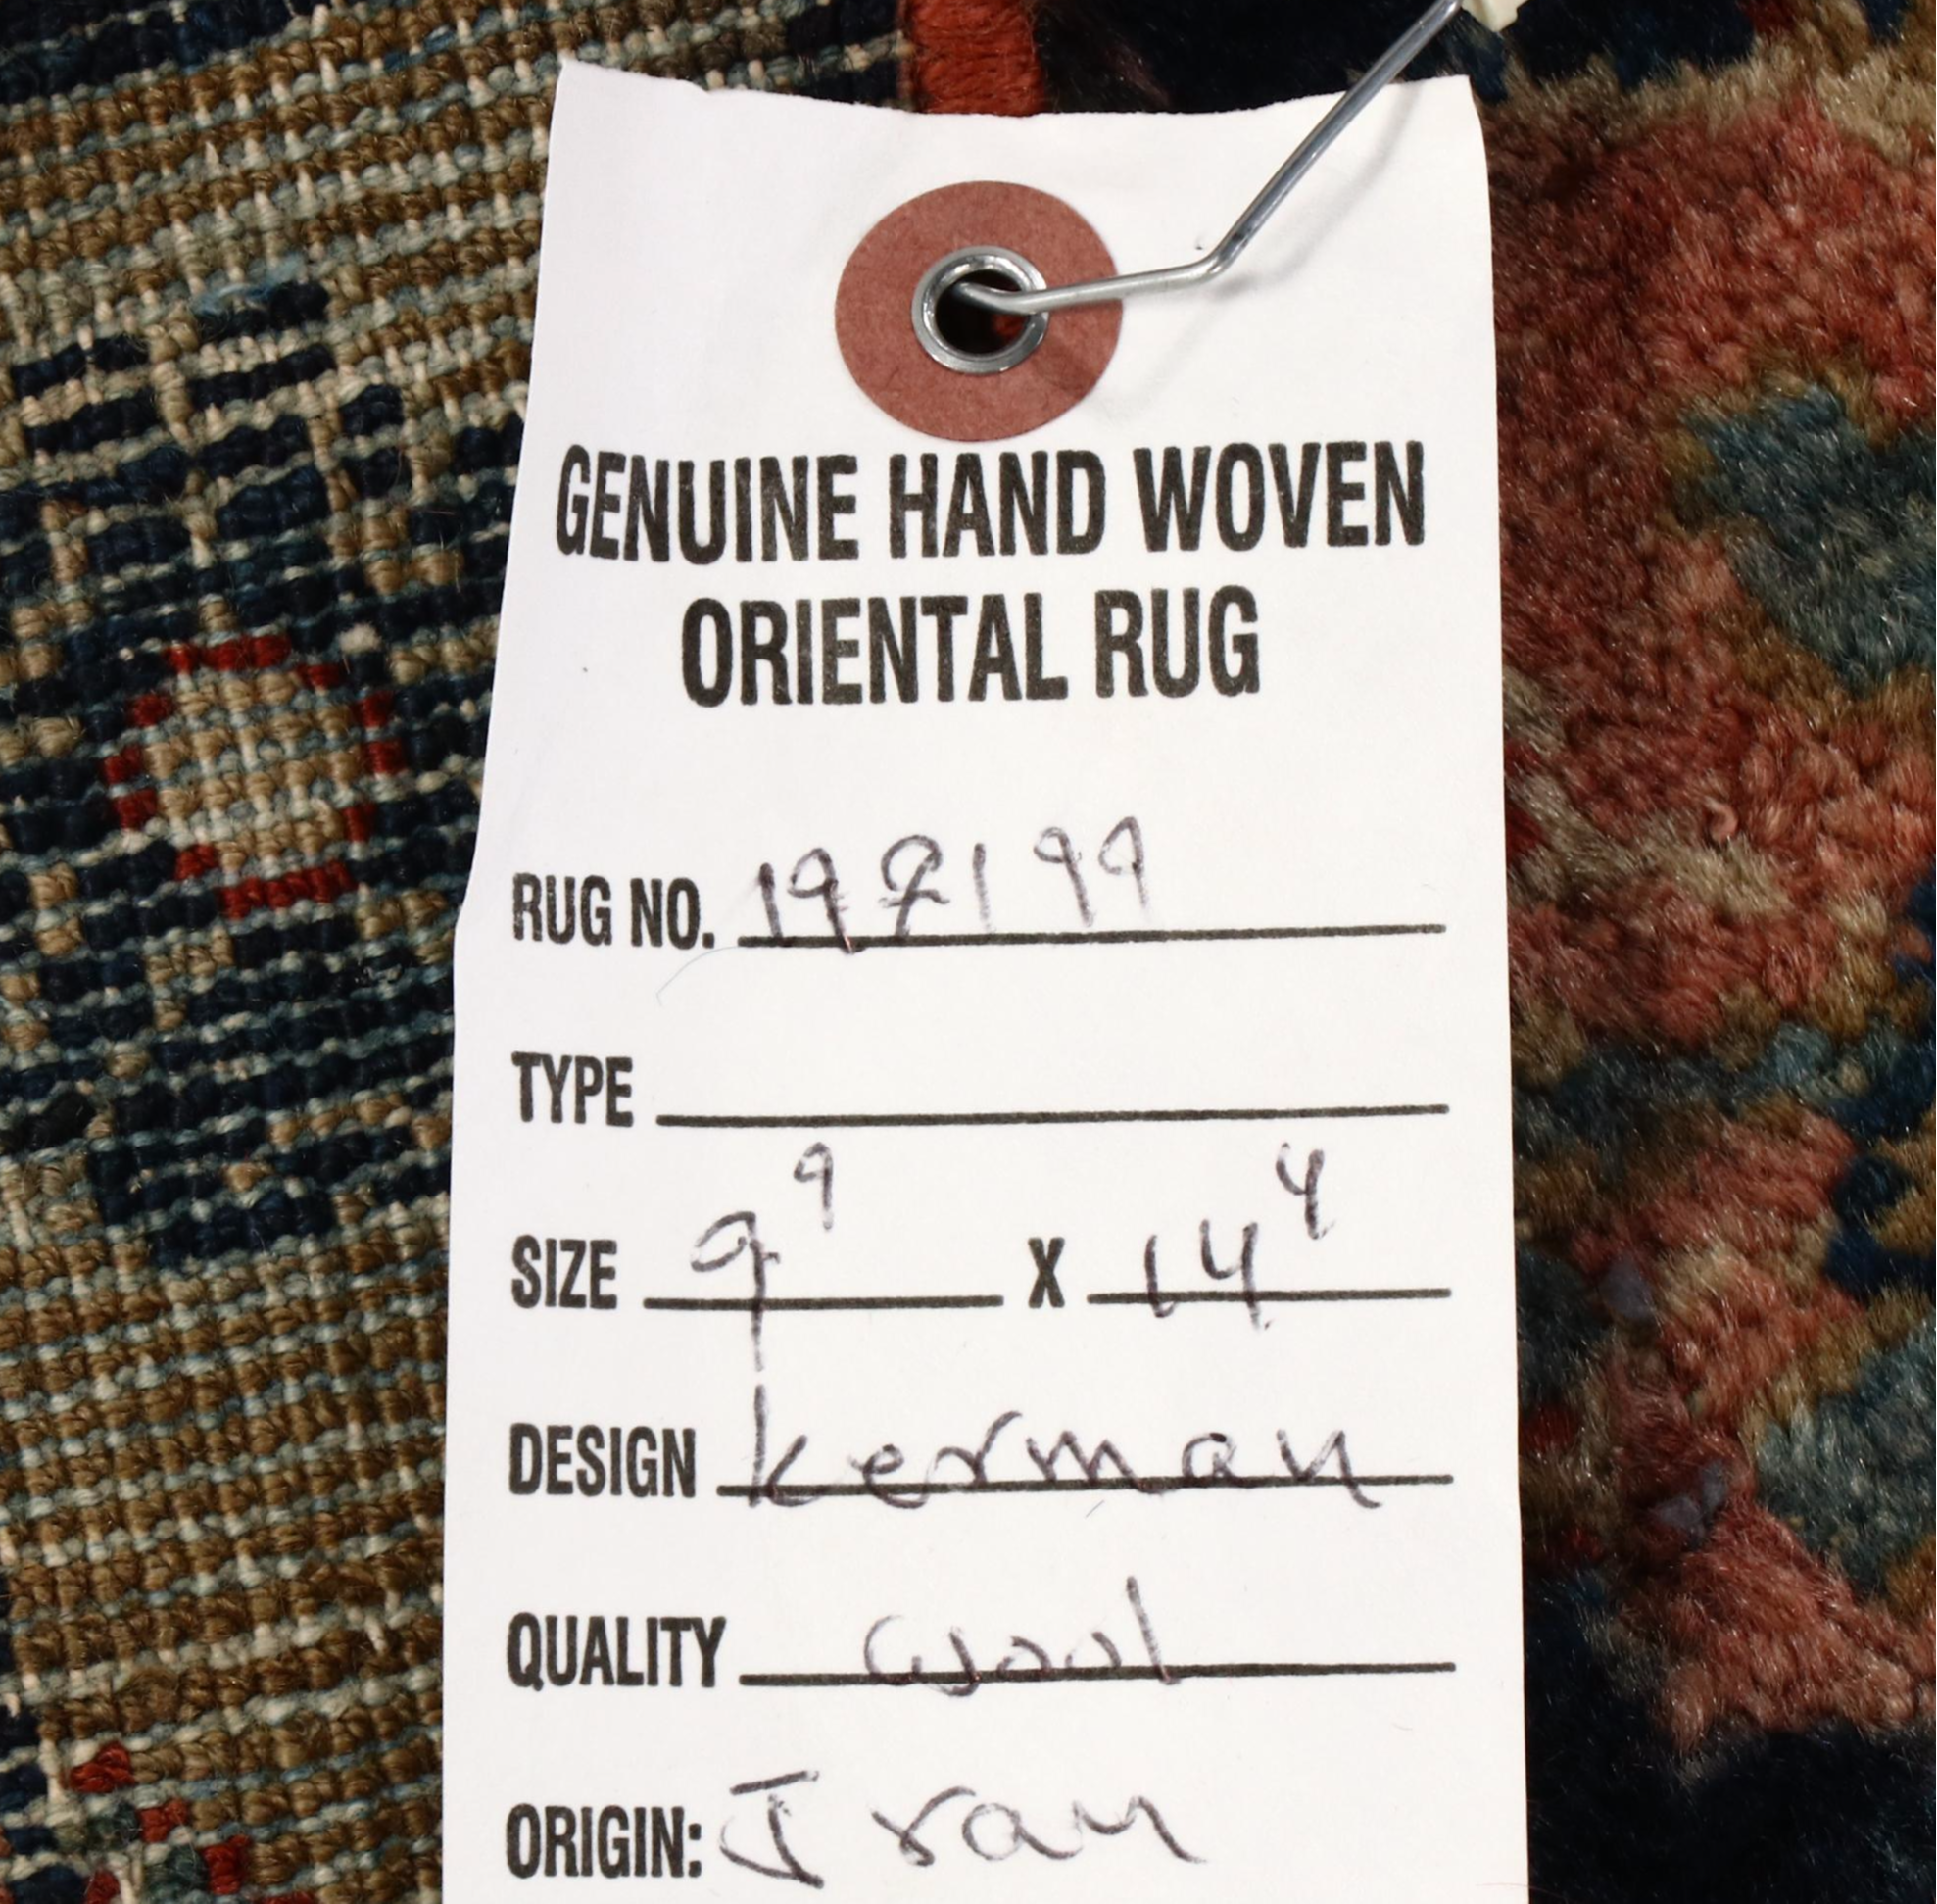 GENUINE HAND WOVEN
ORIENTAL RUG
RUG NO. 192199
TYPE
SIZE 9 9 X 14 4
DESIGN kerman
QUALITY wool
ORIGIN: Iran